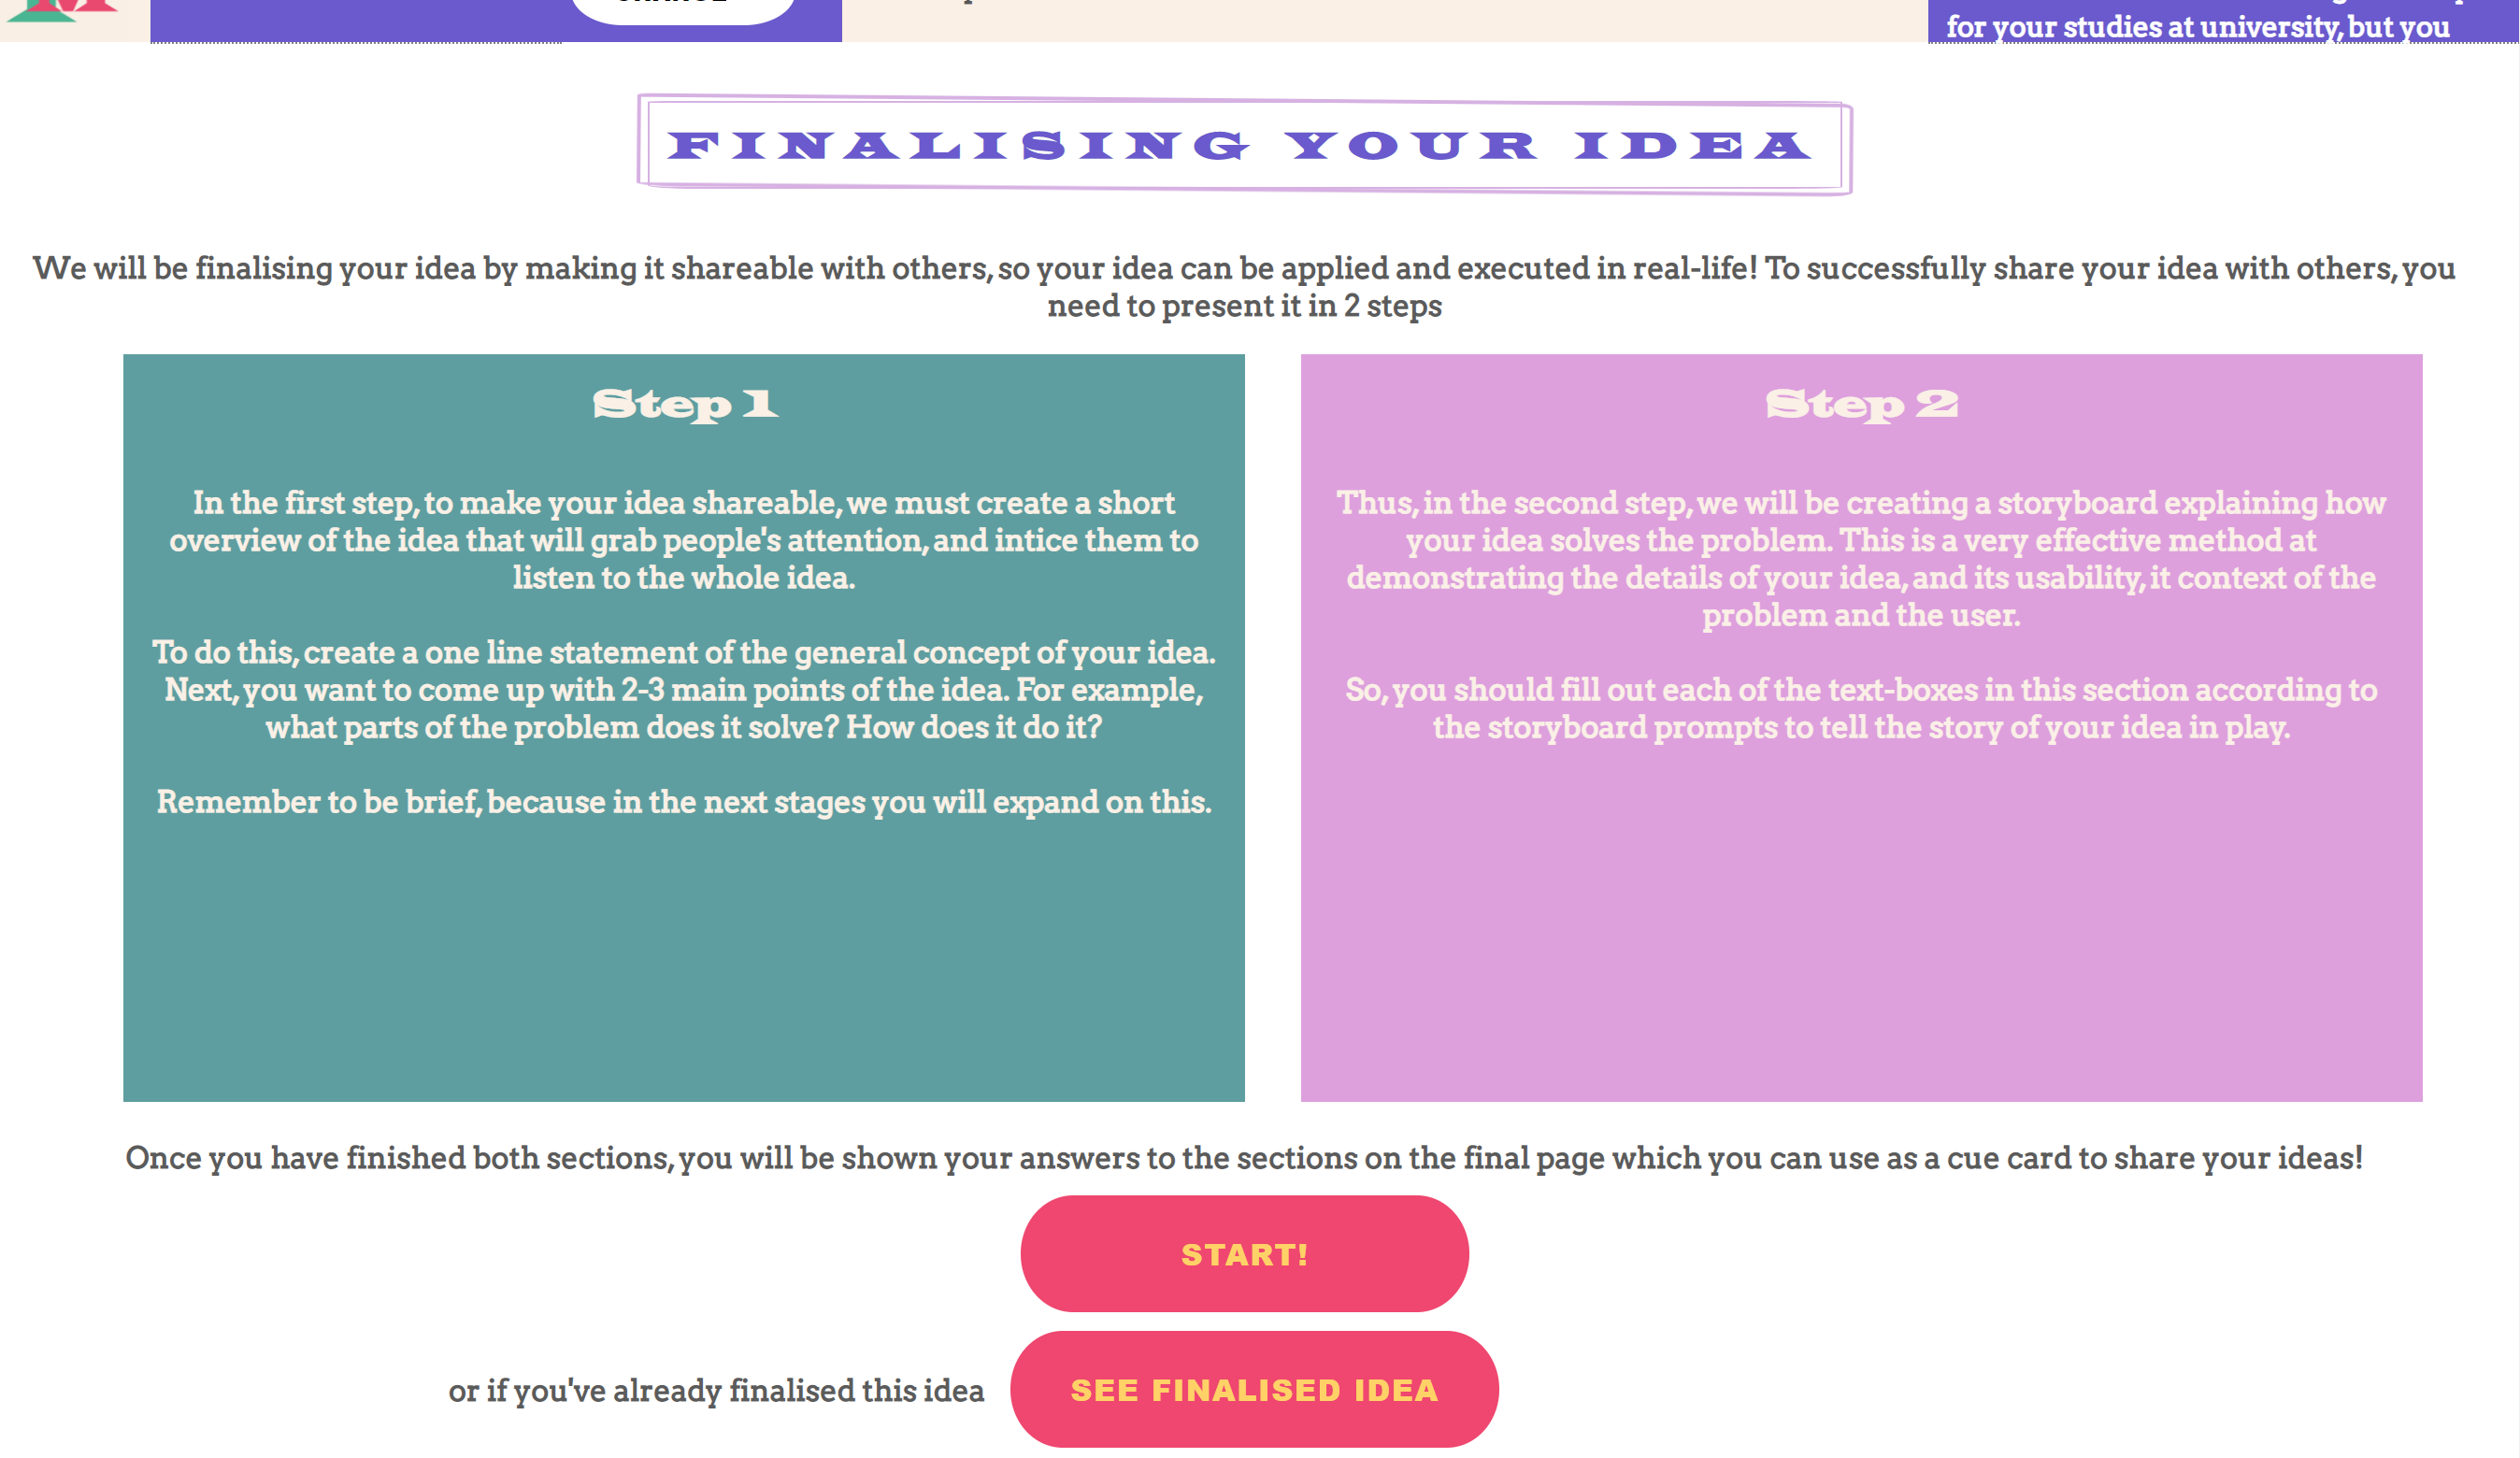 for your studies at university, but you
FINALISING YOUR IDEA
We will be finalising your idea by making it shareable with others, so your idea can be applied and executed in real-life! To successfully share your idea with others, you
need to present it in 2 steps
Step 1
In the first step, to make your idea shareable, we must create a short
overview of the idea that will grab people's attention, and intice them to
listen to the whole idea.
To do this, create a one line statement of the general concept of your idea.
Next, you want to come up with 2-3 main points of the idea. For example,
what parts of the problem does it solve? How does it do it?
Remember to be brief, because in the next stages you will expand on this.
Step 2
Thus, in the second step, we will be creating a storyboard explaining how
your idea solves the problem. This is a very effective method at
demonstrating the details of your idea, and its usability, it context of the
problem and the user.
So, you should fill out each of the text-boxes in this section according to
the storyboard prompts to tell the story of your idea in play.
Once you have finished both sections, you will be shown your answers to the sections on the final page which you can use as a cue card to share your ideas!
START!
or if you've already finalised this idea
SEE FINALISED IDEA